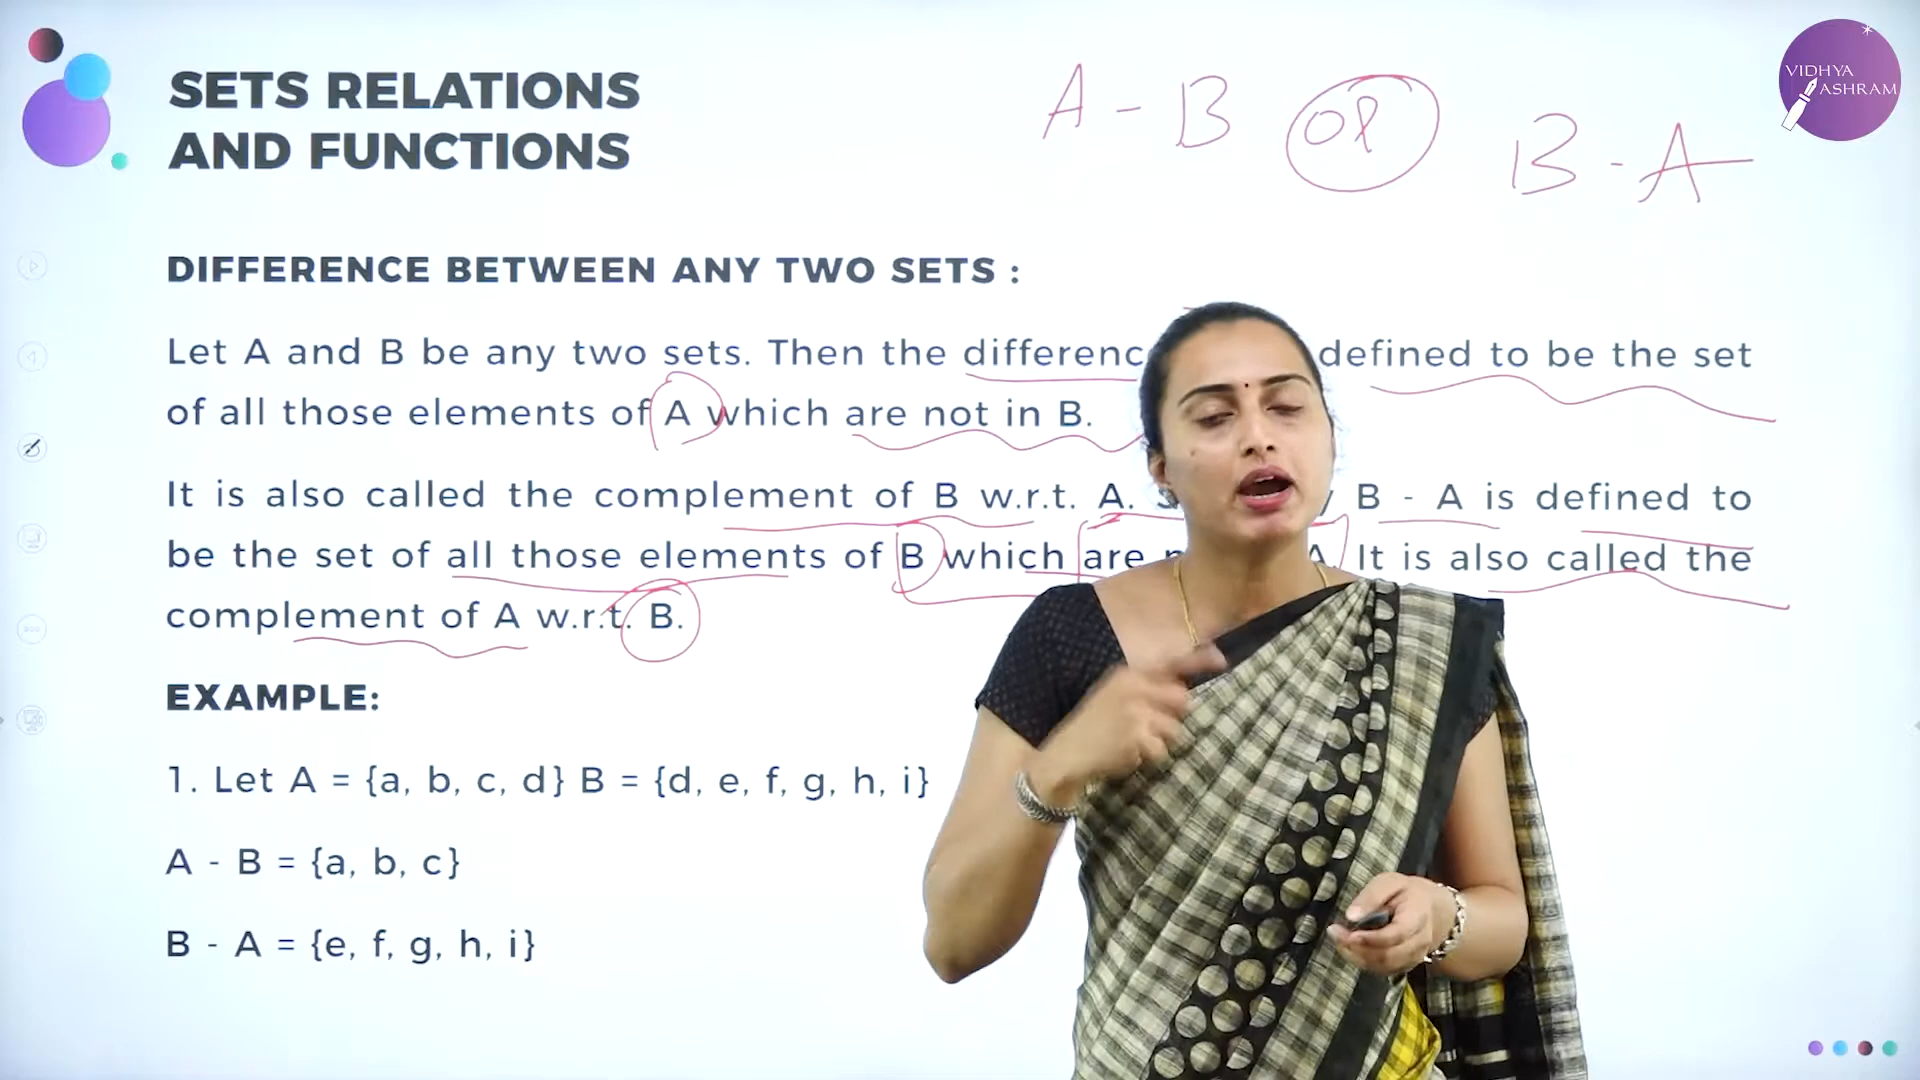 SETS RELATIONS
AND FUNCTIONS
A - B or B - A
VIDHYA
ASHRAM
DIFFERENCE BETWEEN ANY TWO SETS :
Let A and B be any two sets. Then the differenc defined to be the set
of all those elements of A which are not in B.
It is also called the complement of B w.r.t. A. B - A is defined to
be the set of all those elements of B which are A. It is also called the
complement of A w.r.t. B.
EXAMPLE:
1. Let A = {a, b, c, d} B = {d, e, f, g, h, i}
A - B = {a, b, c}
B - A = {e, f, g, h, i}